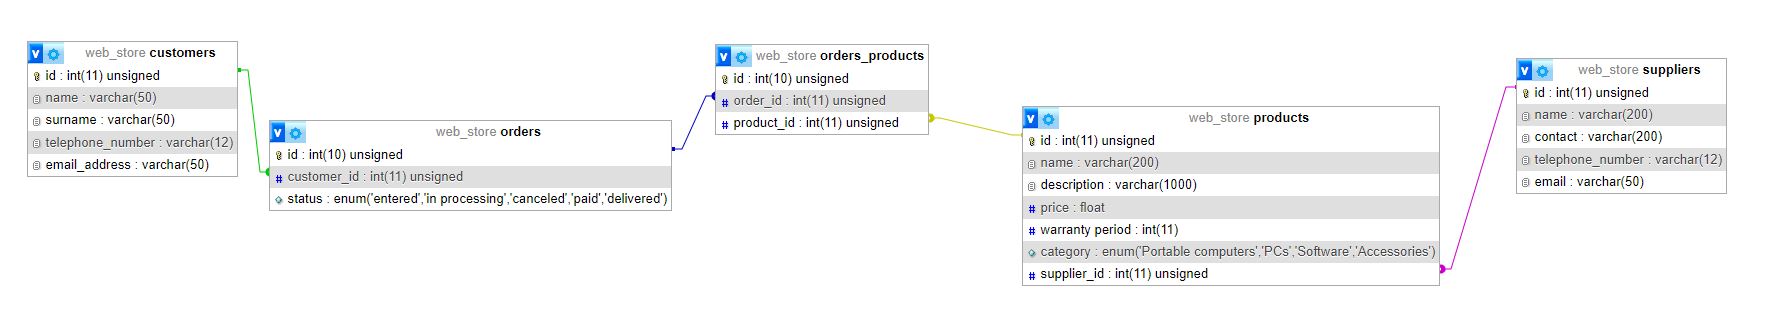 v web_store customers
id : int(11) unsigned
name : varchar(50)
surname : varchar(50)
telephone_number : varchar(12)
email_address : varchar(50)
v web_store orders
id : int(10) unsigned
# customer_id : int(11) unsigned
status : enum('entered','in processing','canceled','paid','delivered')
v web_store orders_products
id : int(10) unsigned
# order_id : int(11) unsigned
# product_id : int(11) unsigned
v web_store products
id : int(11) unsigned
name : varchar(200)
description : varchar(1000)
# price : float
# warranty period : int(11)
category : enum('Portable computers','PCs','Software','Accessories')
# supplier_id : int(11) unsigned
v web_store suppliers
id : int(11) unsigned
name : varchar(200)
contact : varchar(200)
telephone_number : varchar(12)
email : varchar(50)